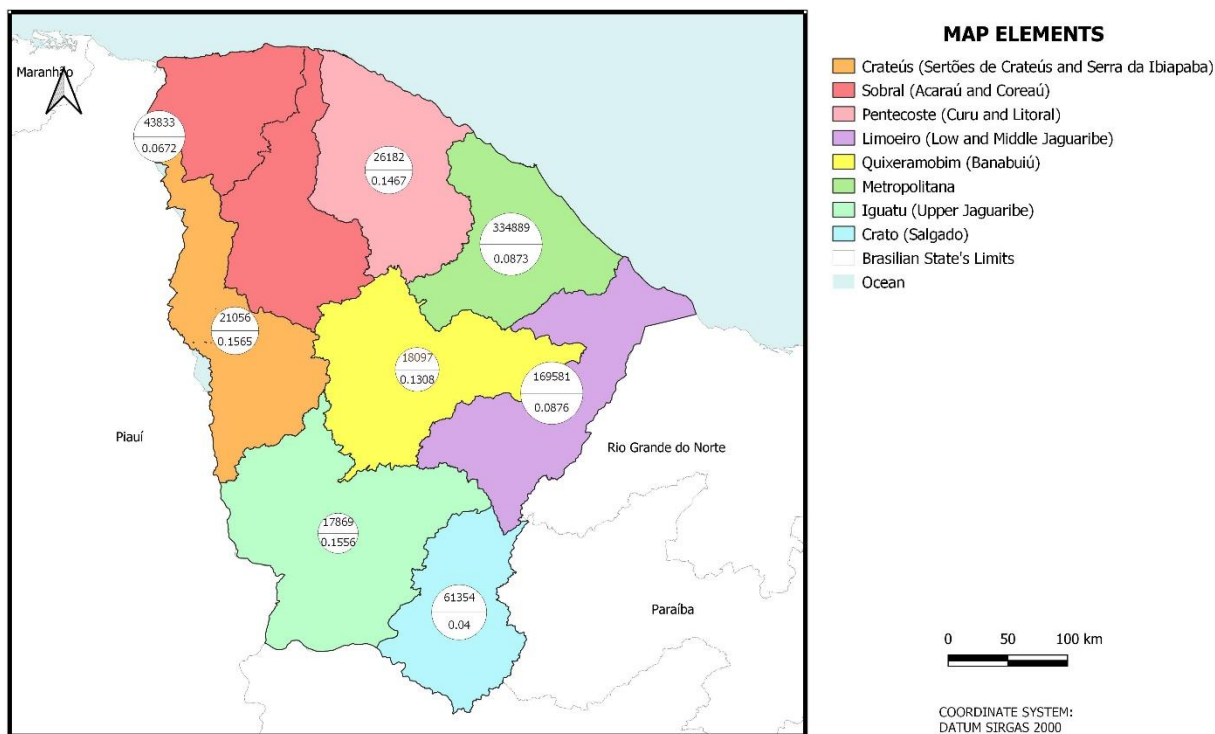 MAP ELEMENTS
Crateús (Sertões de Crateús and Serra da Ibiapaba)
Sobral (Acaraú and Coreaú)
Pentecoste (Curu and Litoral)
Limoeiro (Low and Middle Jaguaribe)
Quixeramobim (Banabuiú)
Metropolitana
Iguatu (Upper Jaguaribe)
Crato (Salgado)
Brasilian State's Limits
Ocean
Maranhão
43833
0.0672
26182
0.1467
334889
0.0873
21056
0.1565
18097
0.1308
169581
0.0876
Piauí
Rio Grande do Norte
17869
0.1556
61354
0.04
Paraíba
0 50 100 km
COORDINATE SYSTEM:
DATUM SIRGAS 2000